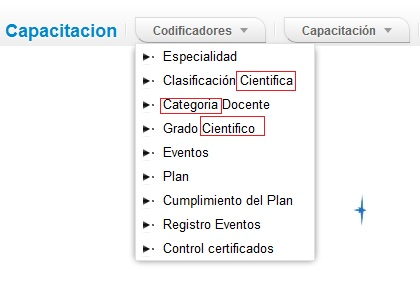 Capacitacion Codificadores Capacitación
Especialidad
Clasificación Cientifica
Categoria Docente
Grado Cientifico
Eventos
Plan
Cumplimiento del Plan
Registro Eventos
Control certificados